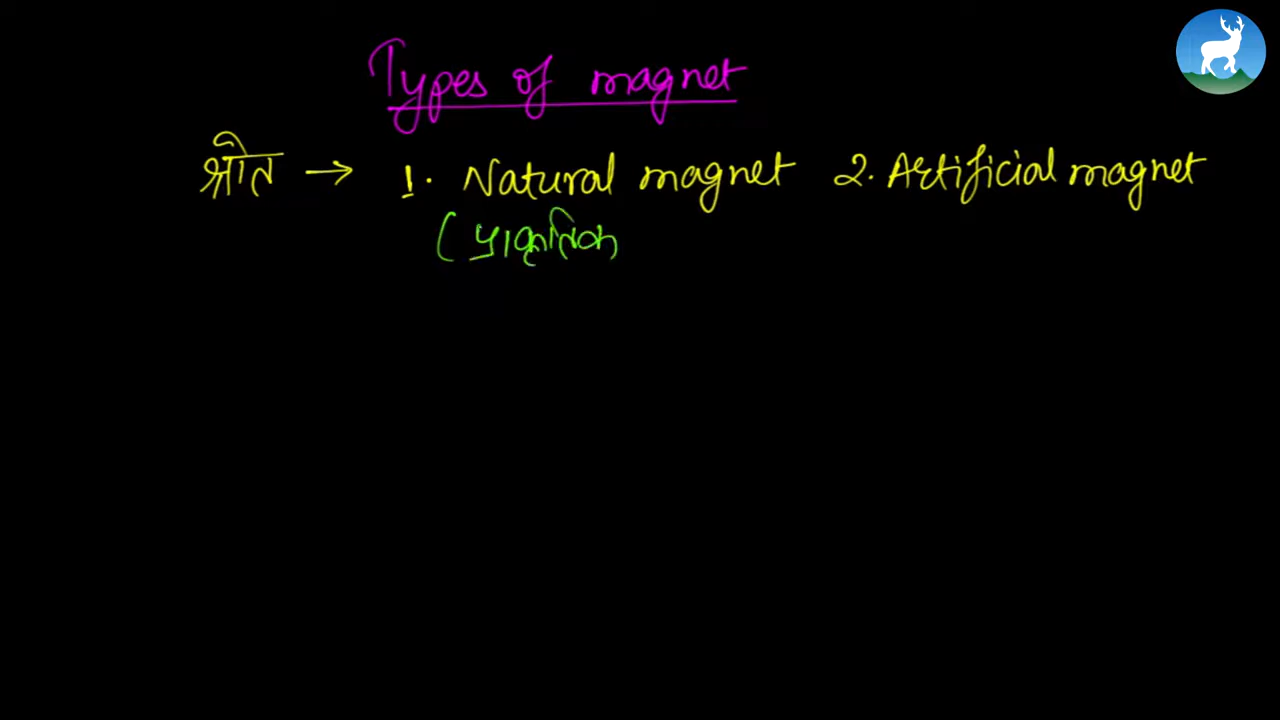 Types of magnet
श्रोत → 1. Natural magnet 2. Artificial magnet
(प्राकृतिक